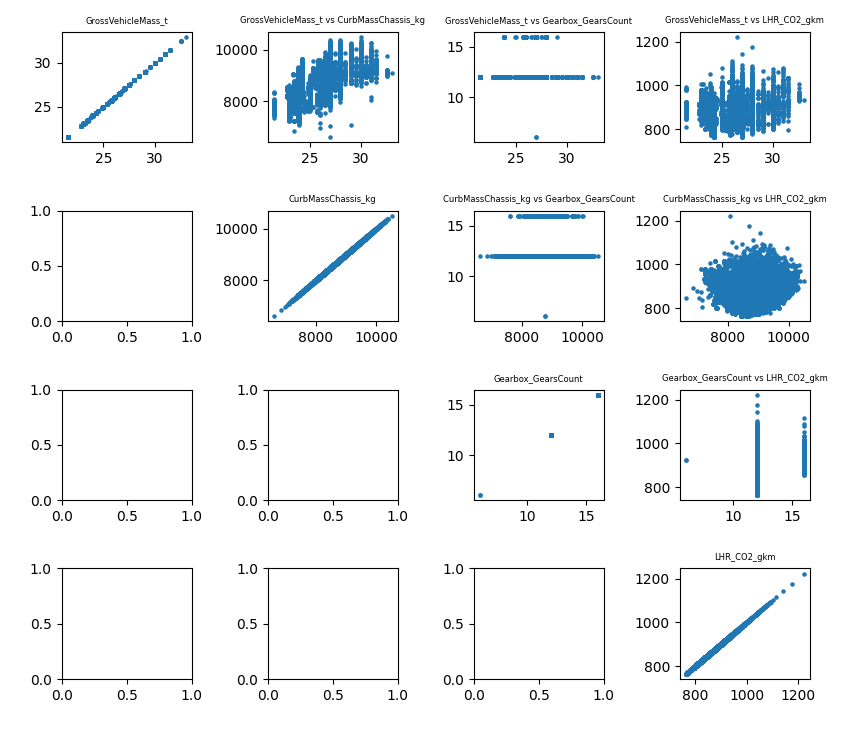 GrossVehicleMass_t GrossVehicleMass_t vs CurbMassChassis_kg GrossVehicleMass_t vs Gearbox_GearsCount GrossVehicleMass_t vs LHR_CO2_gkm
30 10000 15 1200
25 8000 10 1000
800
25 30 25 30 25 30 25 30
CurbMassChassis_kg CurbMassChassis_kg vs Gearbox_GearsCount CurbMassChassis_kg vs LHR_CO2_gkm
1.0 10000 15 1200
0.5 8000 10 1000
0.0 800
0.0 0.5 1.0 8000 10000 8000 10000 8000 10000
Gearbox_GearsCount Gearbox_GearsCount vs LHR_CO2_gkm
1.0 1.0 15 1200
0.5 0.5 10 1000
0.0 0.0 800
0.0 0.5 1.0 0.0 0.5 1.0 10 15 10 15
LHR_CO2_gkm
1.0 1.0 1.0 1200
0.5 0.5 0.5 1000
0.0 0.0 0.0 800
0.0 0.5 1.0 0.0 0.5 1.0 0.0 0.5 1.0 800 1000 1200